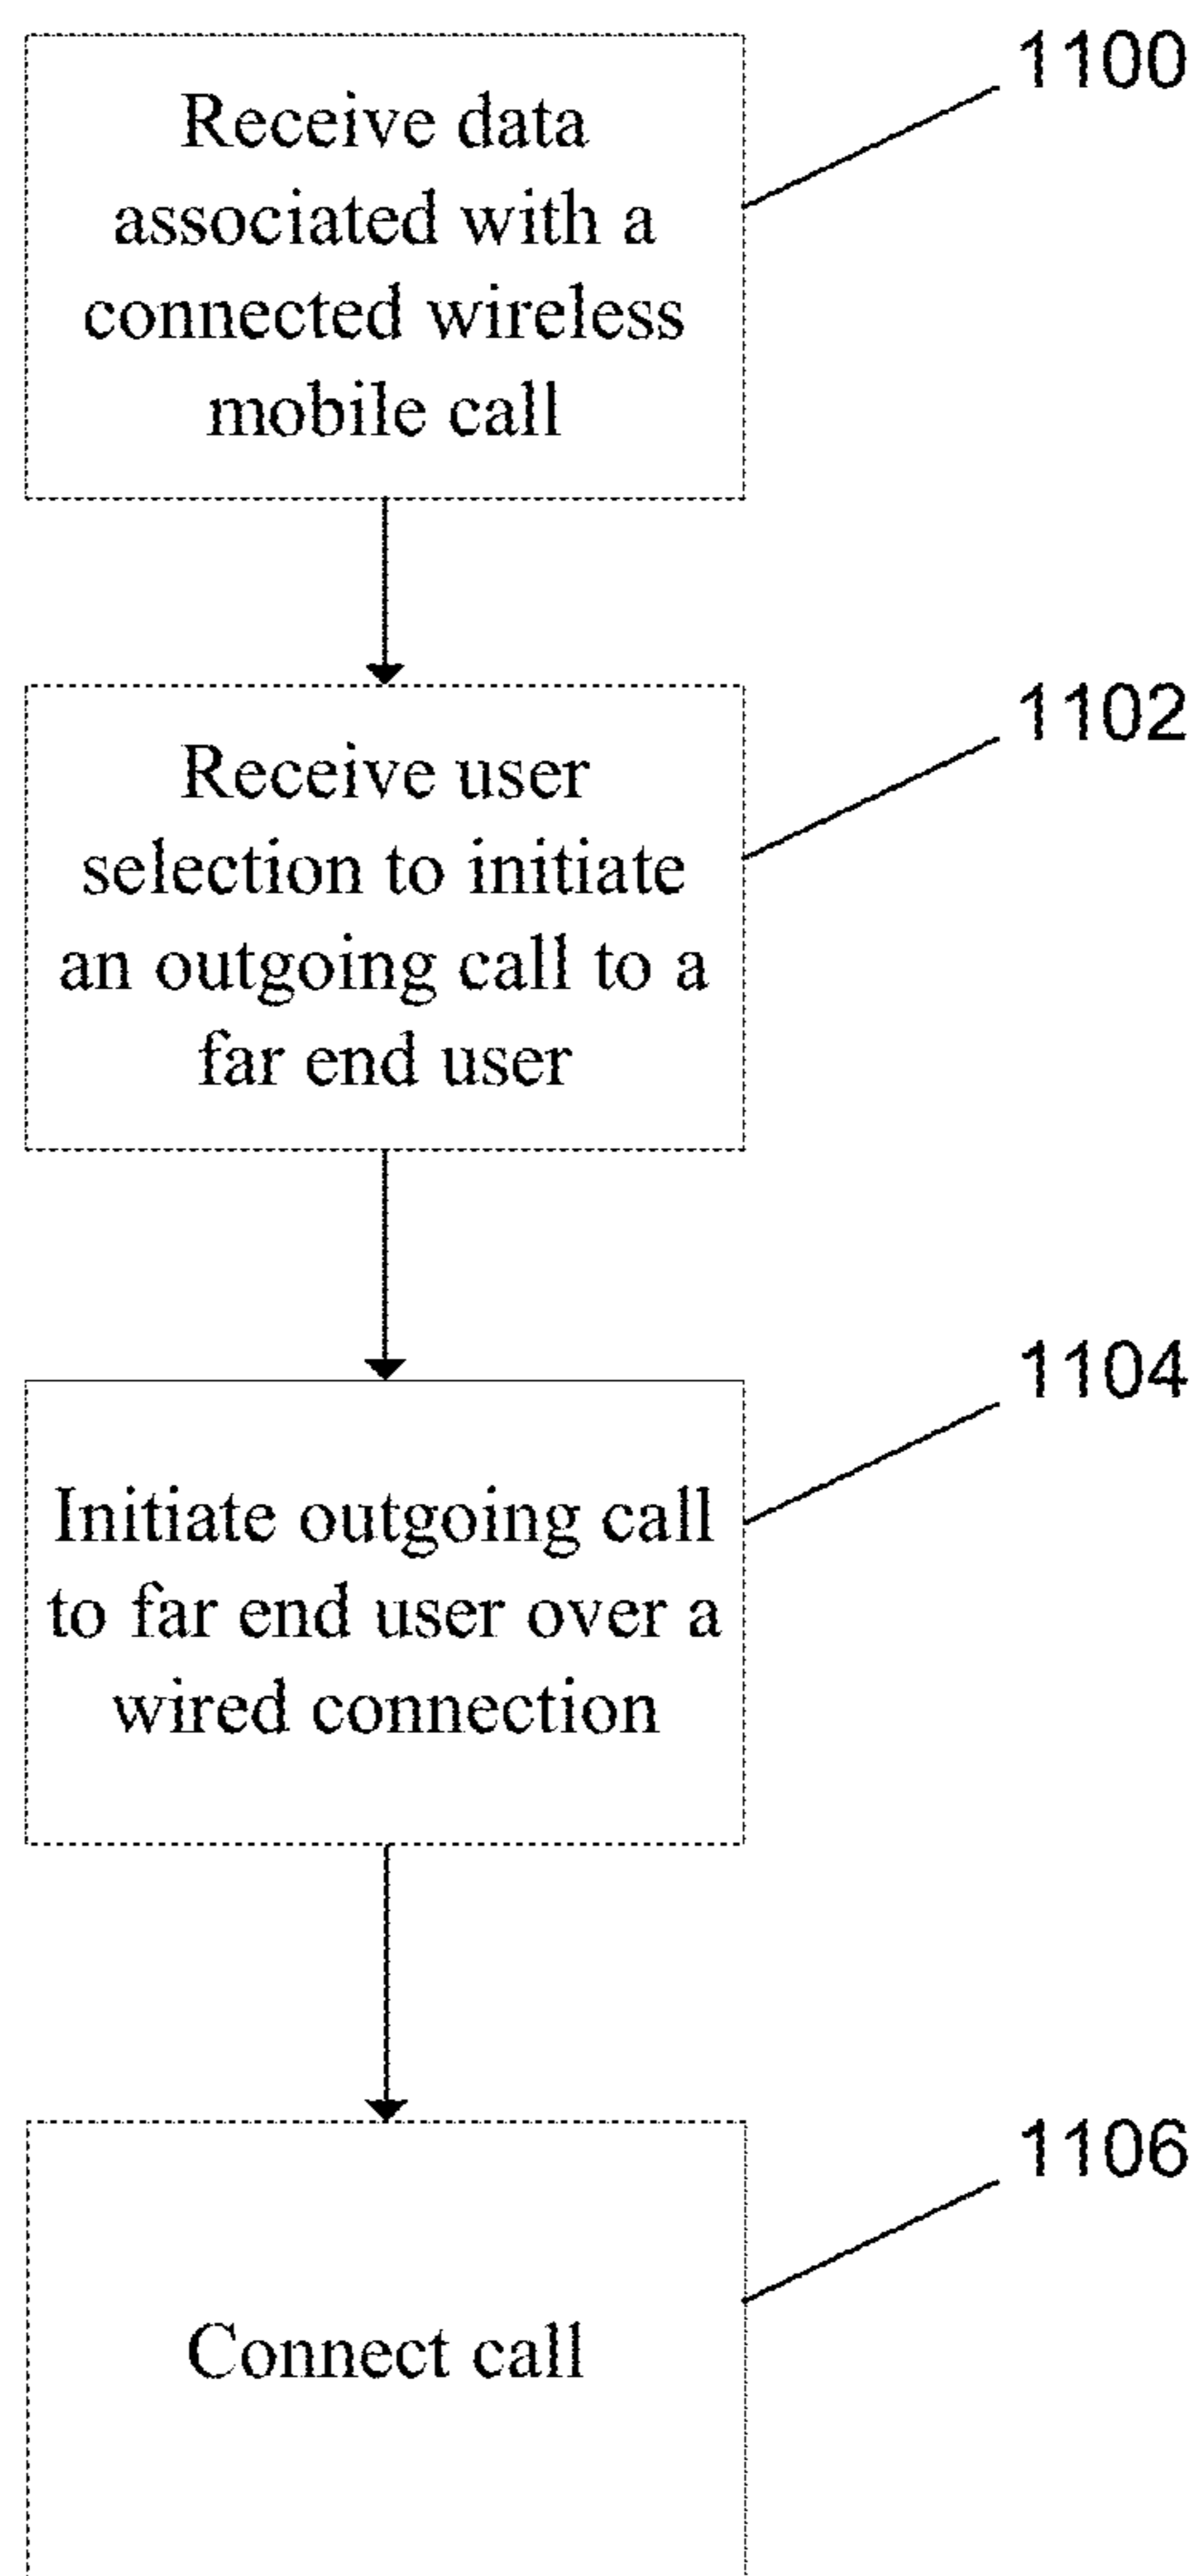 1100
Receive data
associated with a
connected wireless
mobile call
1102
Receive user
selection to initiate
an outgoing call to a
far end user
1104
Initiate outgoing call
to far end user over a
wired connection
1106
Connect call